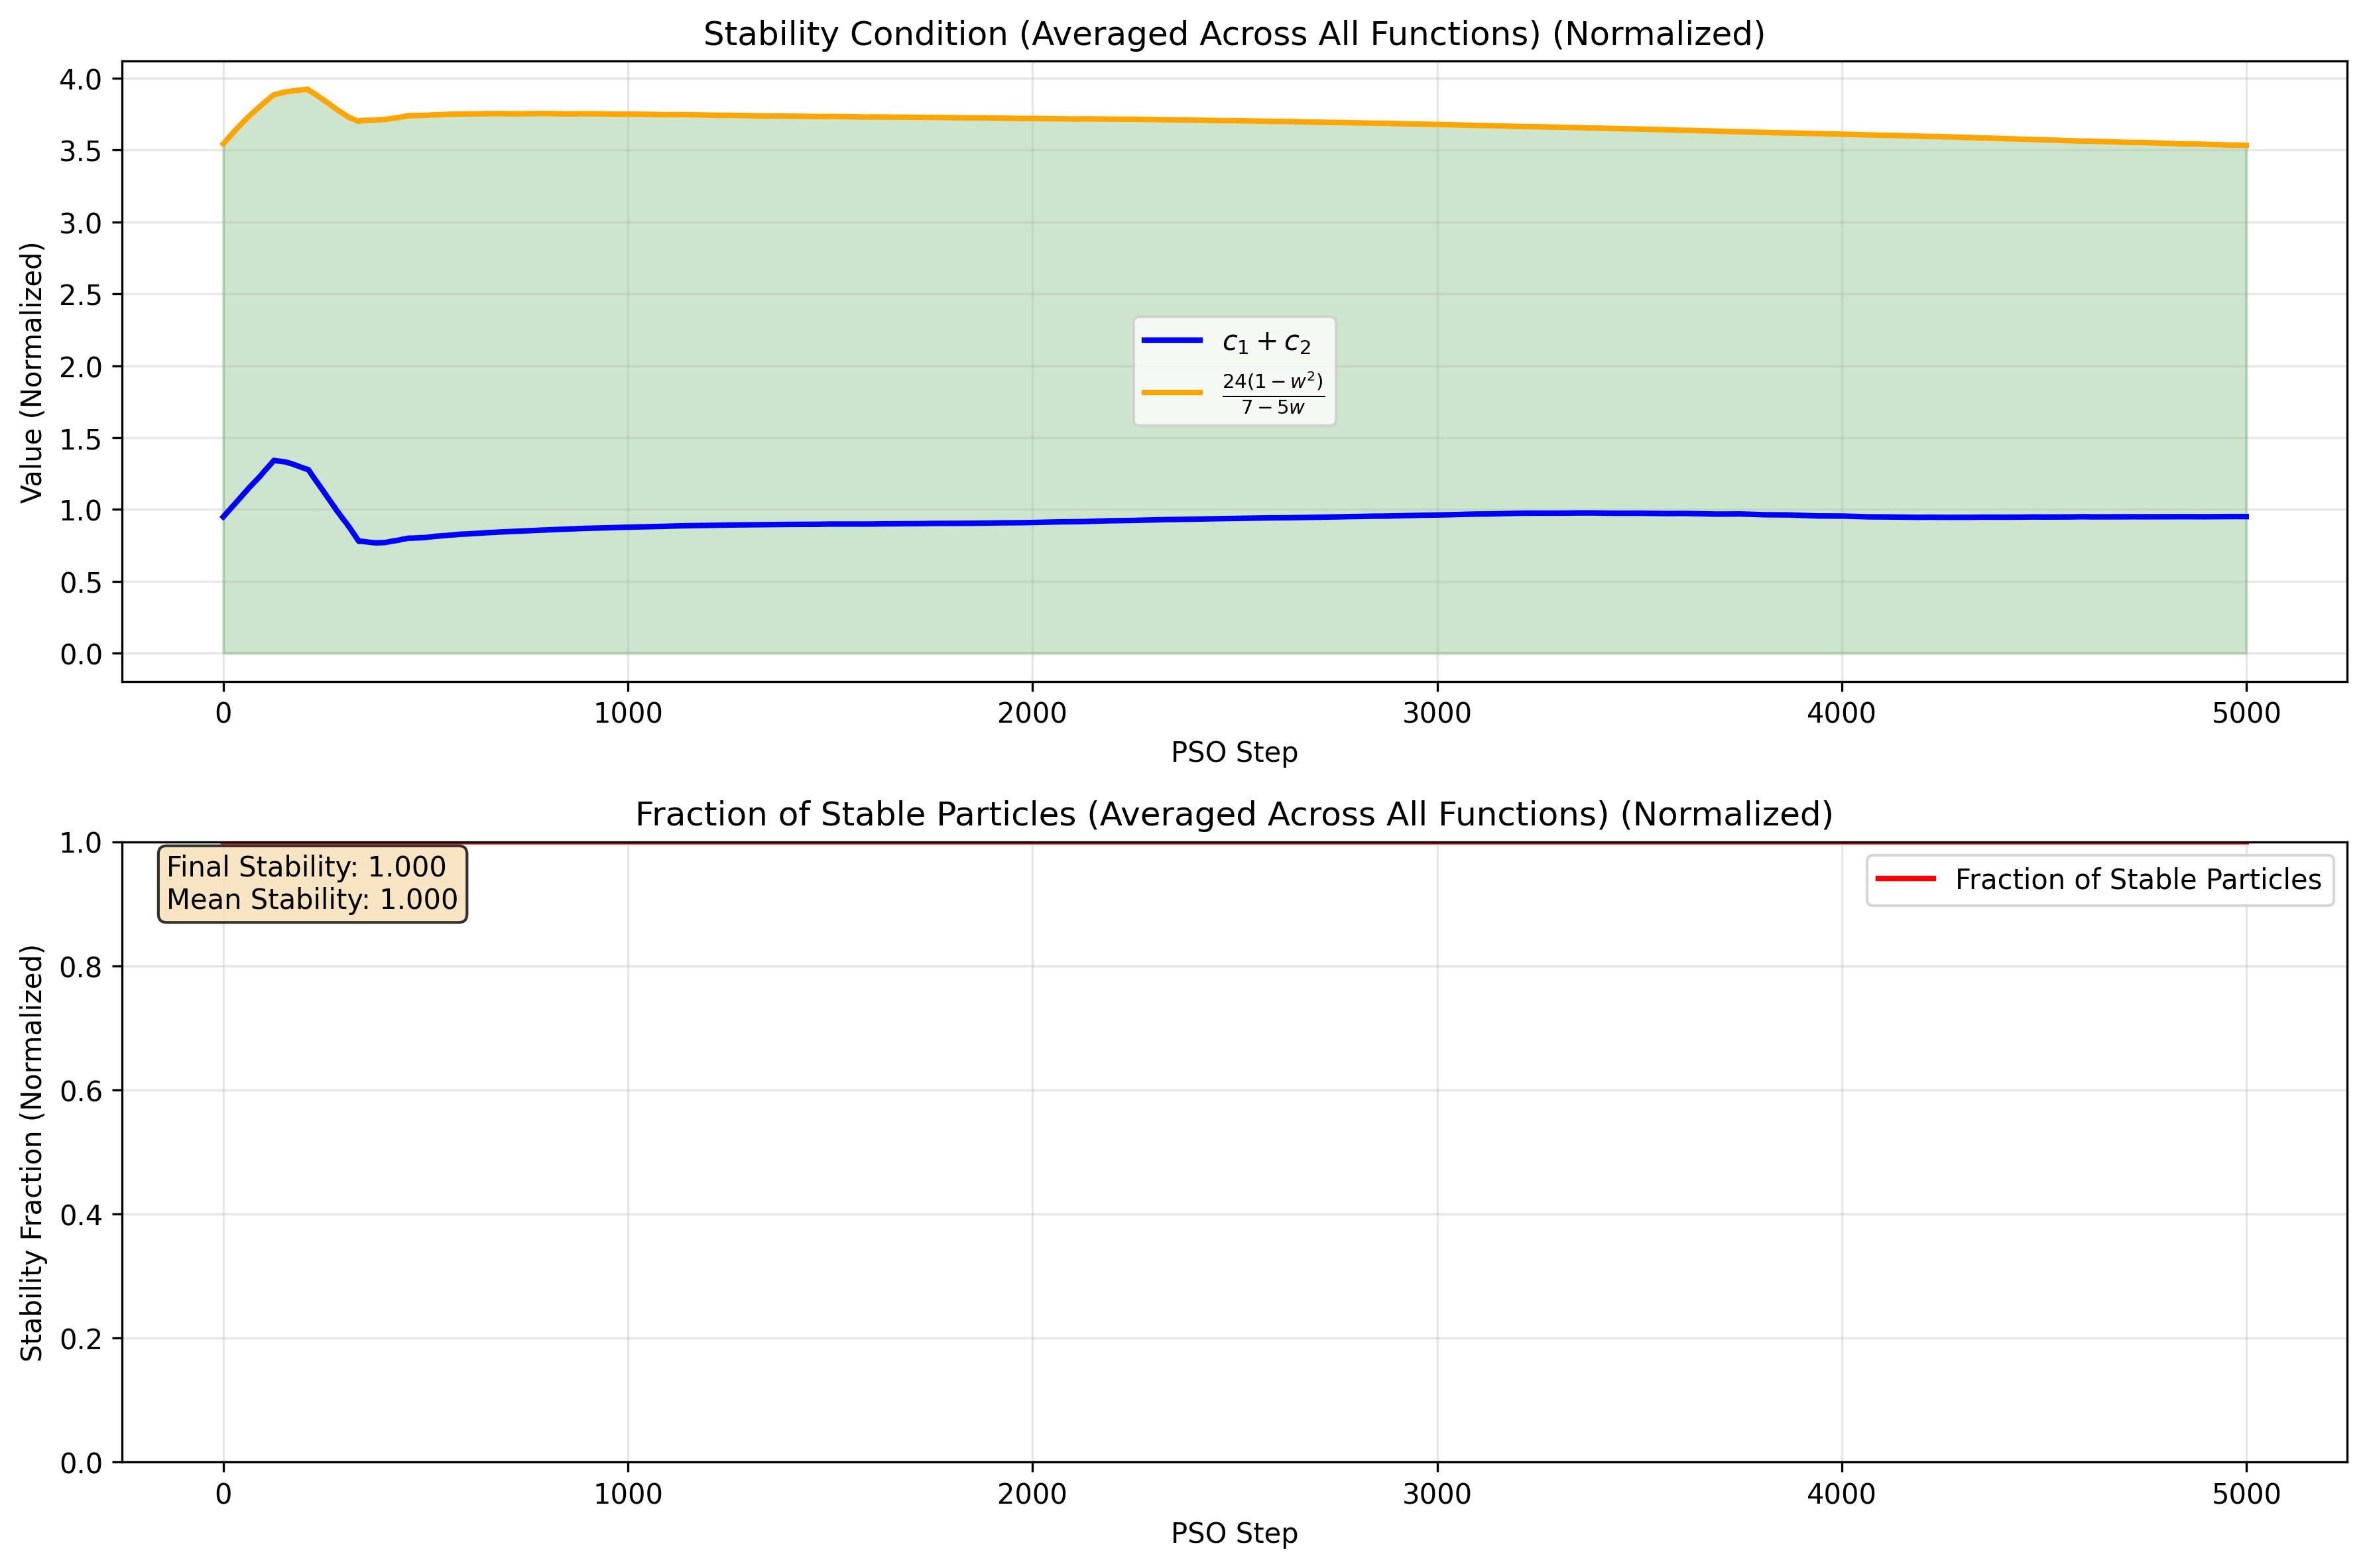 Stability Condition (Averaged Across All Functions) (Normalized)
Value (Normalized)
4.0
3.5
3.0
2.5
2.0
1.5
1.0
0.5
0.0
c₁ + c₂
24(1 − w²)
7 − 5w
0 1000 2000 3000 4000 5000
PSO Step
Fraction of Stable Particles (Averaged Across All Functions) (Normalized)
Stability Fraction (Normalized)
1.0
0.8
0.6
0.4
0.2
0.0
Final Stability: 1.000
Mean Stability: 1.000
Fraction of Stable Particles
0 1000 2000 3000 4000 5000
PSO Step